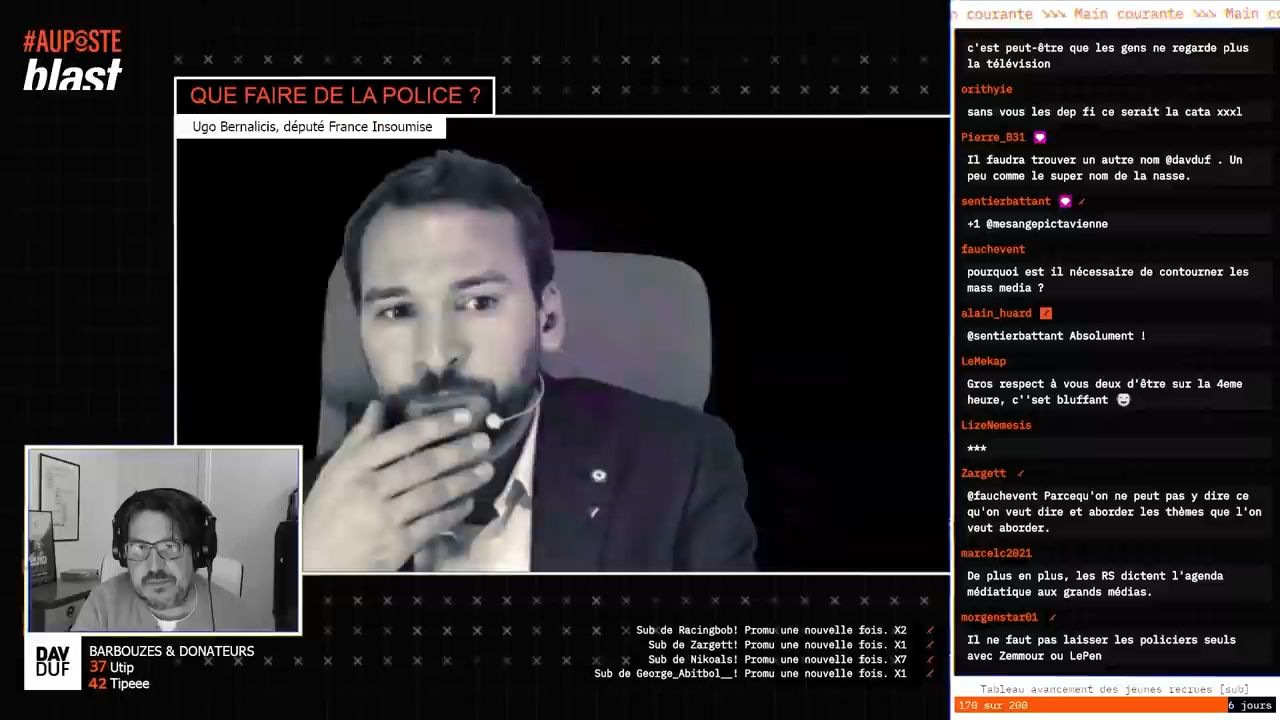 #AUPOSTE
blast
QUE FAIRE DE LA POLICE ?
Ugo Bernalicis, député France Insoumise
DAV
DUF
BARBOUZES & DONATEURS
37 Utip
42 Tipeee
Sub de Racingbob! Promu une nouvelle fois. X2
Sub de Zargett! Promu une nouvelle fois. X1
Sub de Nikoals! Promu une nouvelle fois. X7
Sub de George_Abitbol__! Promu une nouvelle fois. X1
courante >>> Main courante >>> Main co
c'est peut-être que les gens ne regarde plus
la télévision
orithyie
sans vous les dep fi ce serait la cata xxxl
Pierre_B31
Il faudra trouver un autre nom @davduf . Un
peu comme le super nom de la nasse.
sentierbattant
+1 @mesangepictavienne
fauchevent
pourquoi est il nécessaire de contourner les
mass media ?
alain_huard
@sentierbattant Absolument !
LeMekap
Gros respect à vous deux d'être sur la 4eme
heure, c''set bluffant
LizeNemesis
***
Zargett
@fauchevent Parcequ'on ne peut pas y dire ce
qu'on veut dire et aborder les thèmes que l'on
veut aborder.
marcelc2021
De plus en plus, les RS dictent l'agenda
médiatique aux grands médias.
morgenstar01
Il ne faut pas laisser les policiers seuls
avec Zemmour ou LePen
Tableau avancement des jeunes recrues [sub]
170 sur 200
6 jours